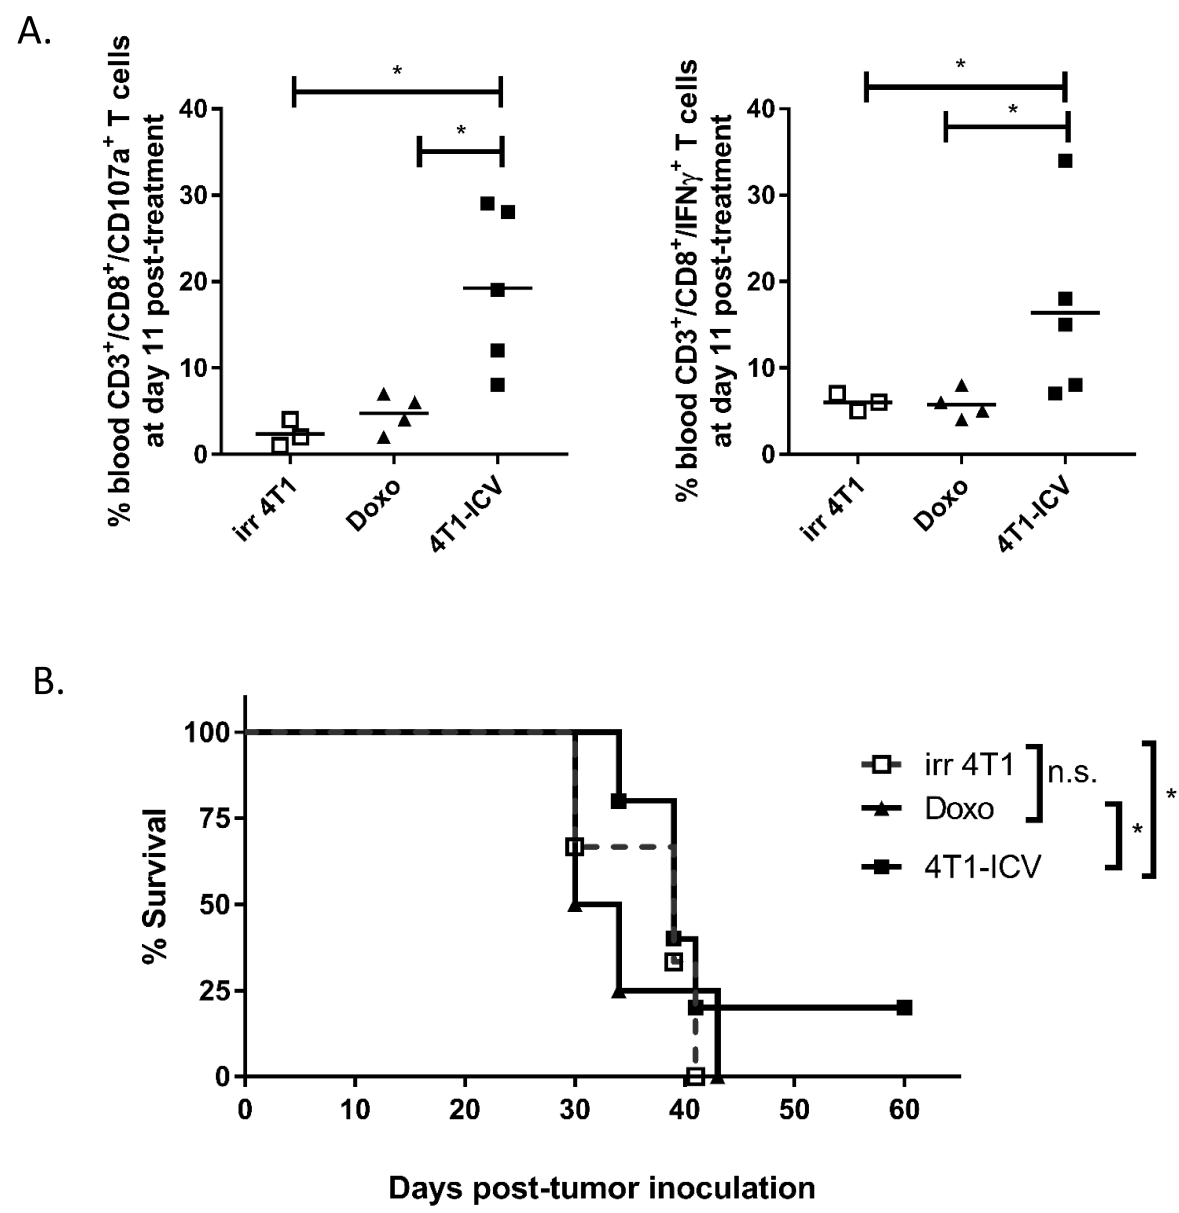 A.
% blood CD3+/CD8+/CD107a+ T cells
at day 11 post-treatment
*
*
40
30
20
10
0
irr 4T1
Doxo
4T1-ICV
% blood CD3+/CD8+/IFNγ+ T cells
at day 11 post-treatment
*
*
40
30
20
10
0
irr 4T1
Doxo
4T1-ICV
B.
% Survival
100
75
50
25
0
0 10 20 30 40 50 60
Days post-tumor inoculation
irr 4T1
Doxo
4T1-ICV
n.s.
*
*